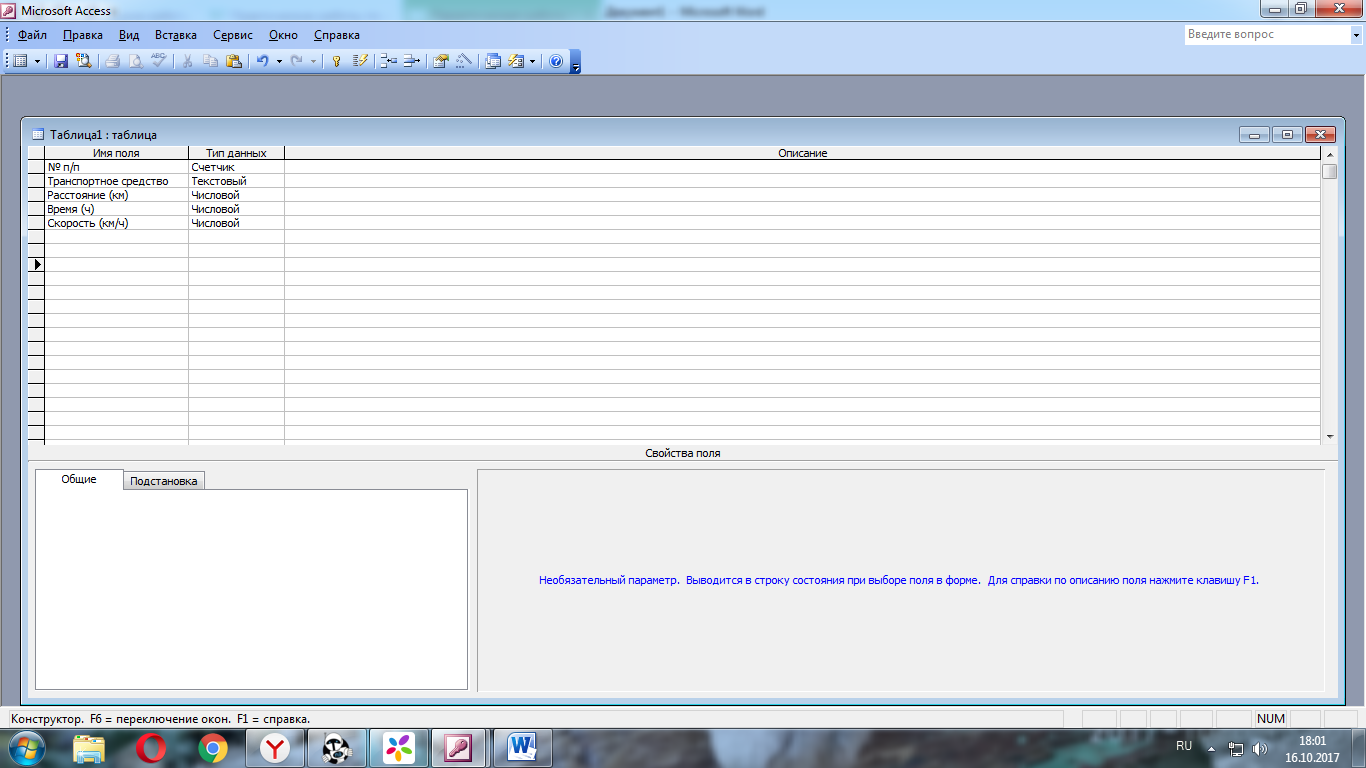 Microsoft Access
Документ1 - Microsoft Word
Файл Правка Вид Вставка Сервис Окно Справка
Введите вопрос
Таблица1 : таблица
Имя поля Тип данных Описание
№ п/п Счетчик
Транспортное средство Текстовый
Расстояние (км) Числовой
Время (ч) Числовой
Скорость (км/ч) Числовой
Свойства поля
Общие Подстановка
Необязательный параметр. Выводится в строку состояния при выборе поля в форме. Для справки по описанию поля нажмите клавишу F1.
Конструктор. F6 = переключение окон. F1 = справка.
NUM
RU
18:01
16.10.2017